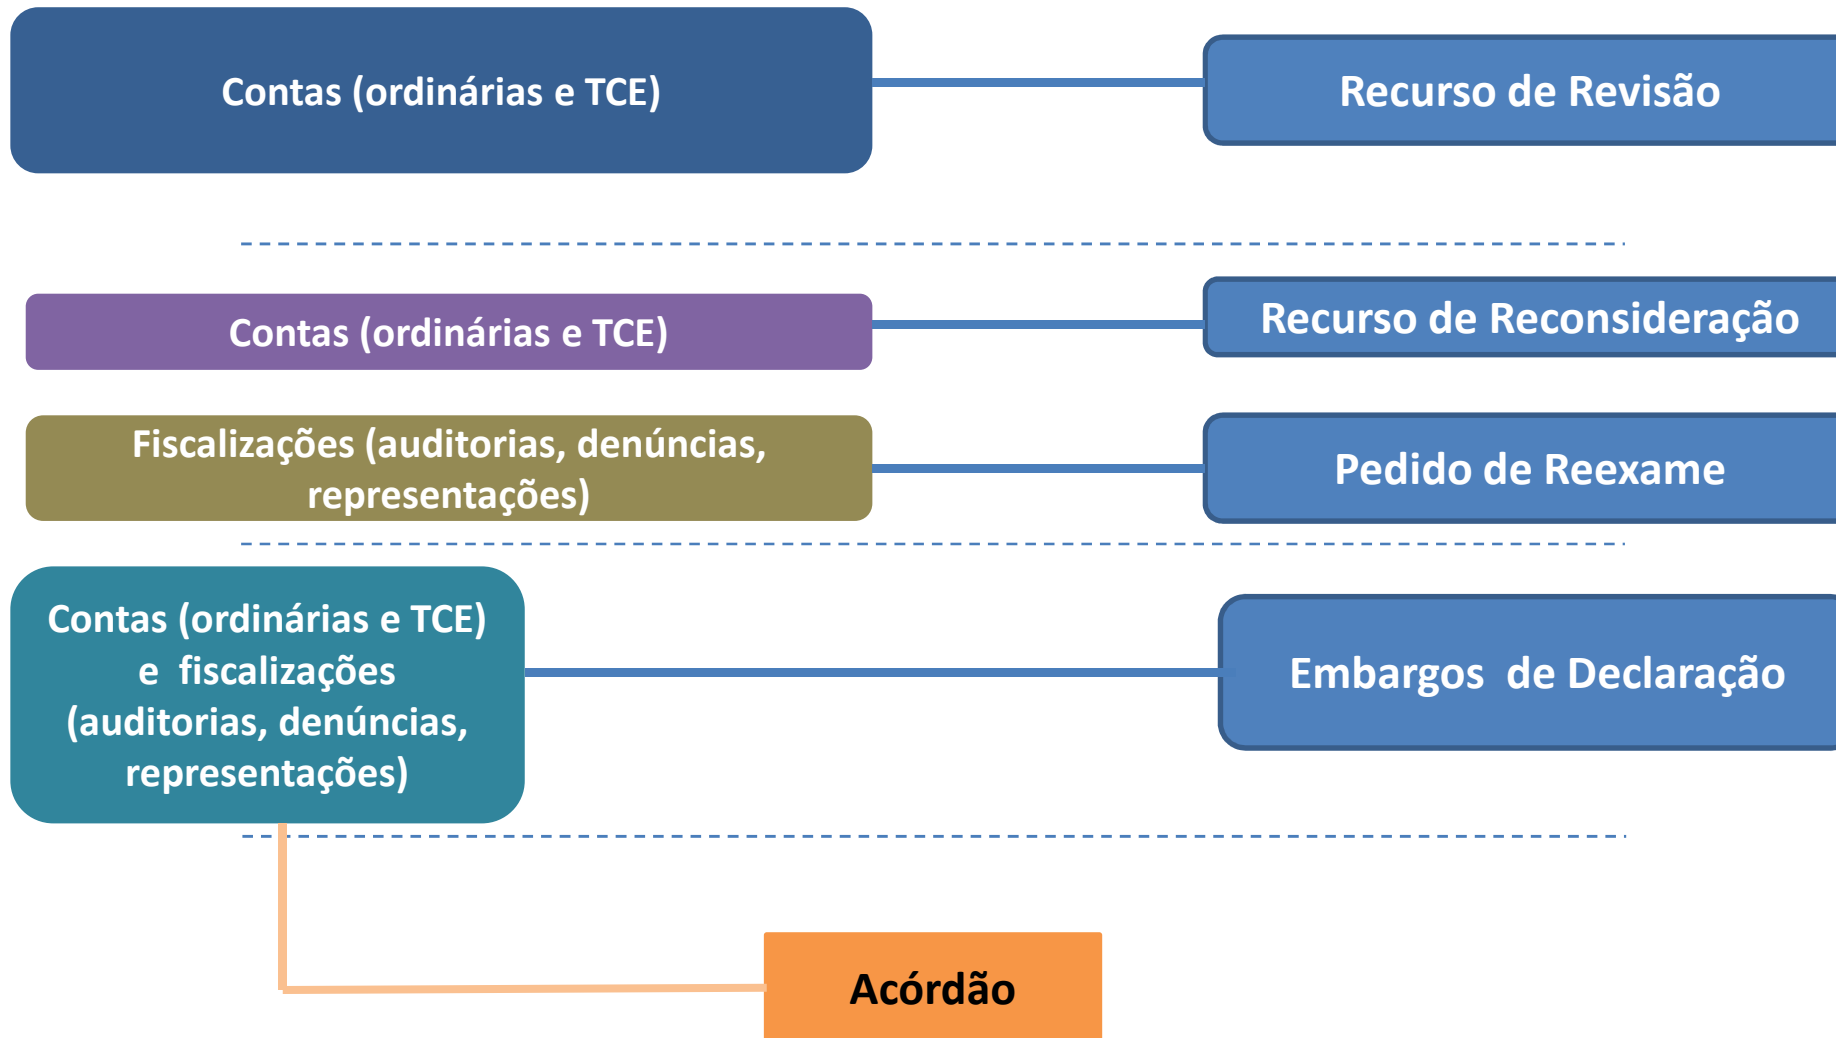 Contas (ordinárias e TCE)
Recurso de Revisão
Contas (ordinárias e TCE)
Recurso de Reconsideração
Fiscalizações (auditorias, denúncias,
representações)
Pedido de Reexame
Contas (ordinárias e TCE)
e fiscalizações
(auditorias, denúncias,
representações)
Embargos de Declaração
Acórdão